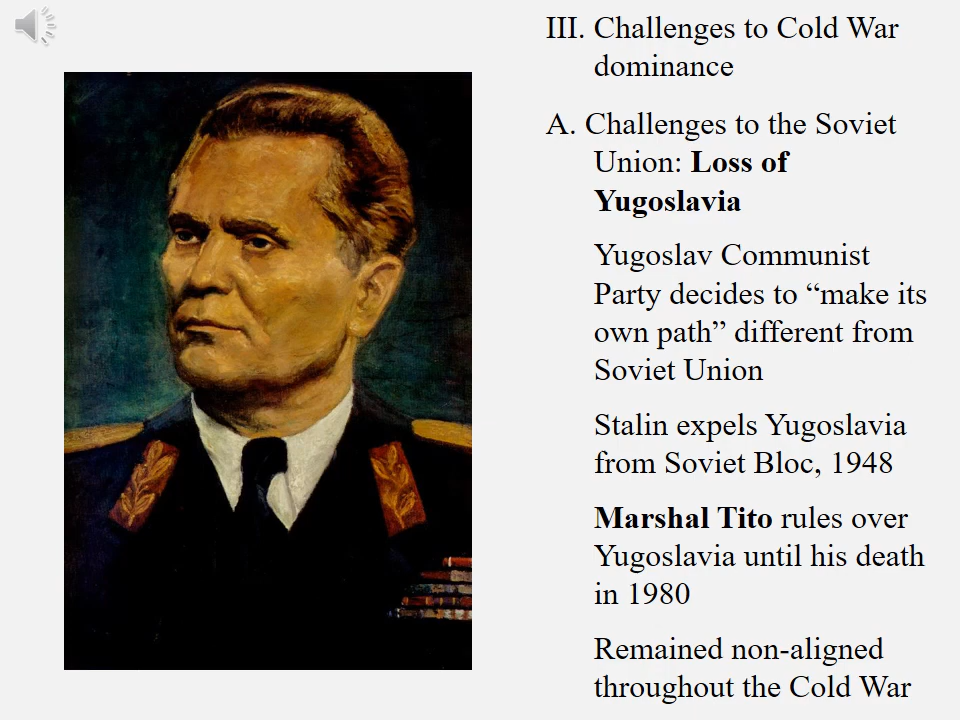 III. Challenges to Cold War
dominance
A. Challenges to the Soviet
Union: Loss of
Yugoslavia
Yugoslav Communist
Party decides to “make its
own path” different from
Soviet Union
Stalin expels Yugoslavia
from Soviet Bloc, 1948
Marshal Tito rules over
Yugoslavia until his death
in 1980
Remained non-aligned
throughout the Cold War